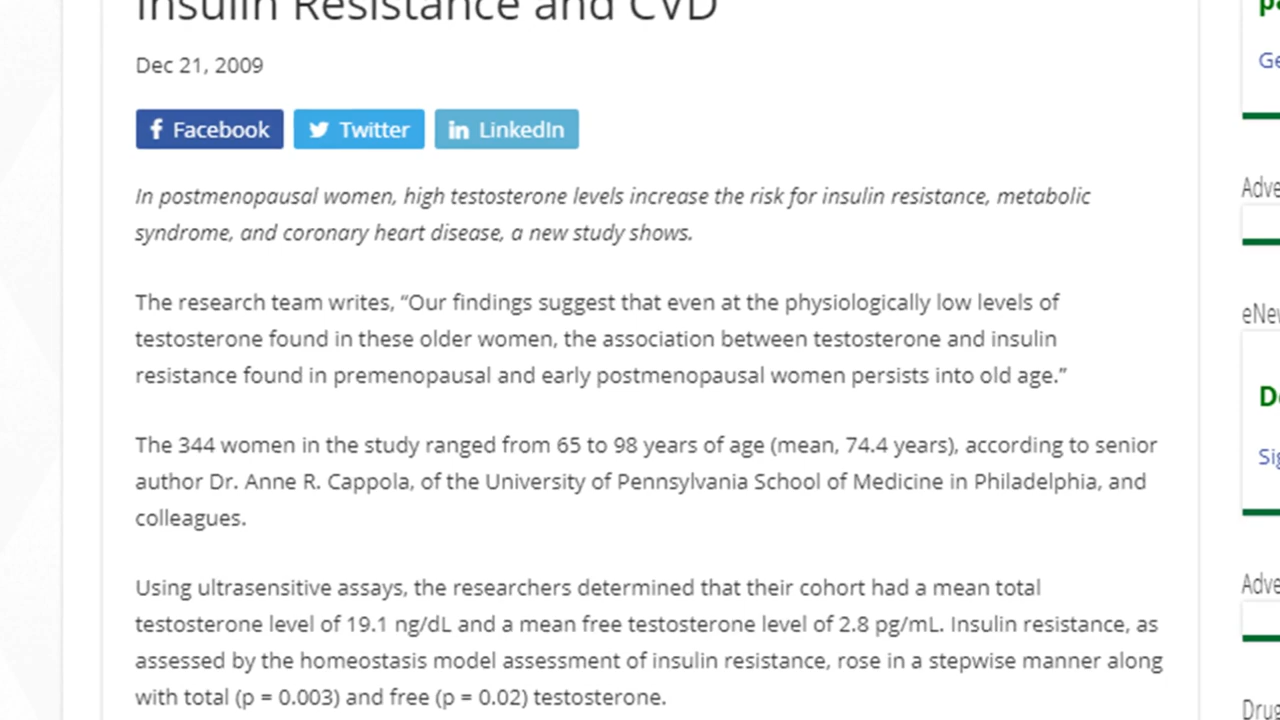 Insulin Resistance and CVD
Dec 21, 2009
Facebook
Twitter
LinkedIn
In postmenopausal women, high testosterone levels increase the risk for insulin resistance, metabolic
syndrome, and coronary heart disease, a new study shows.
The research team writes, “Our findings suggest that even at the physiologically low levels of
testosterone found in these older women, the association between testosterone and insulin
resistance found in premenopausal and early postmenopausal women persists into old age.”
The 344 women in the study ranged from 65 to 98 years of age (mean, 74.4 years), according to senior
author Dr. Anne R. Cappola, of the University of Pennsylvania School of Medicine in Philadelphia, and
colleagues.
Using ultrasensitive assays, the researchers determined that their cohort had a mean total
testosterone level of 19.1 ng/dL and a mean free testosterone level of 2.8 pg/mL. Insulin resistance, as
assessed by the homeostasis model assessment of insulin resistance, rose in a stepwise manner along
with total (p = 0.003) and free (p = 0.02) testosterone.